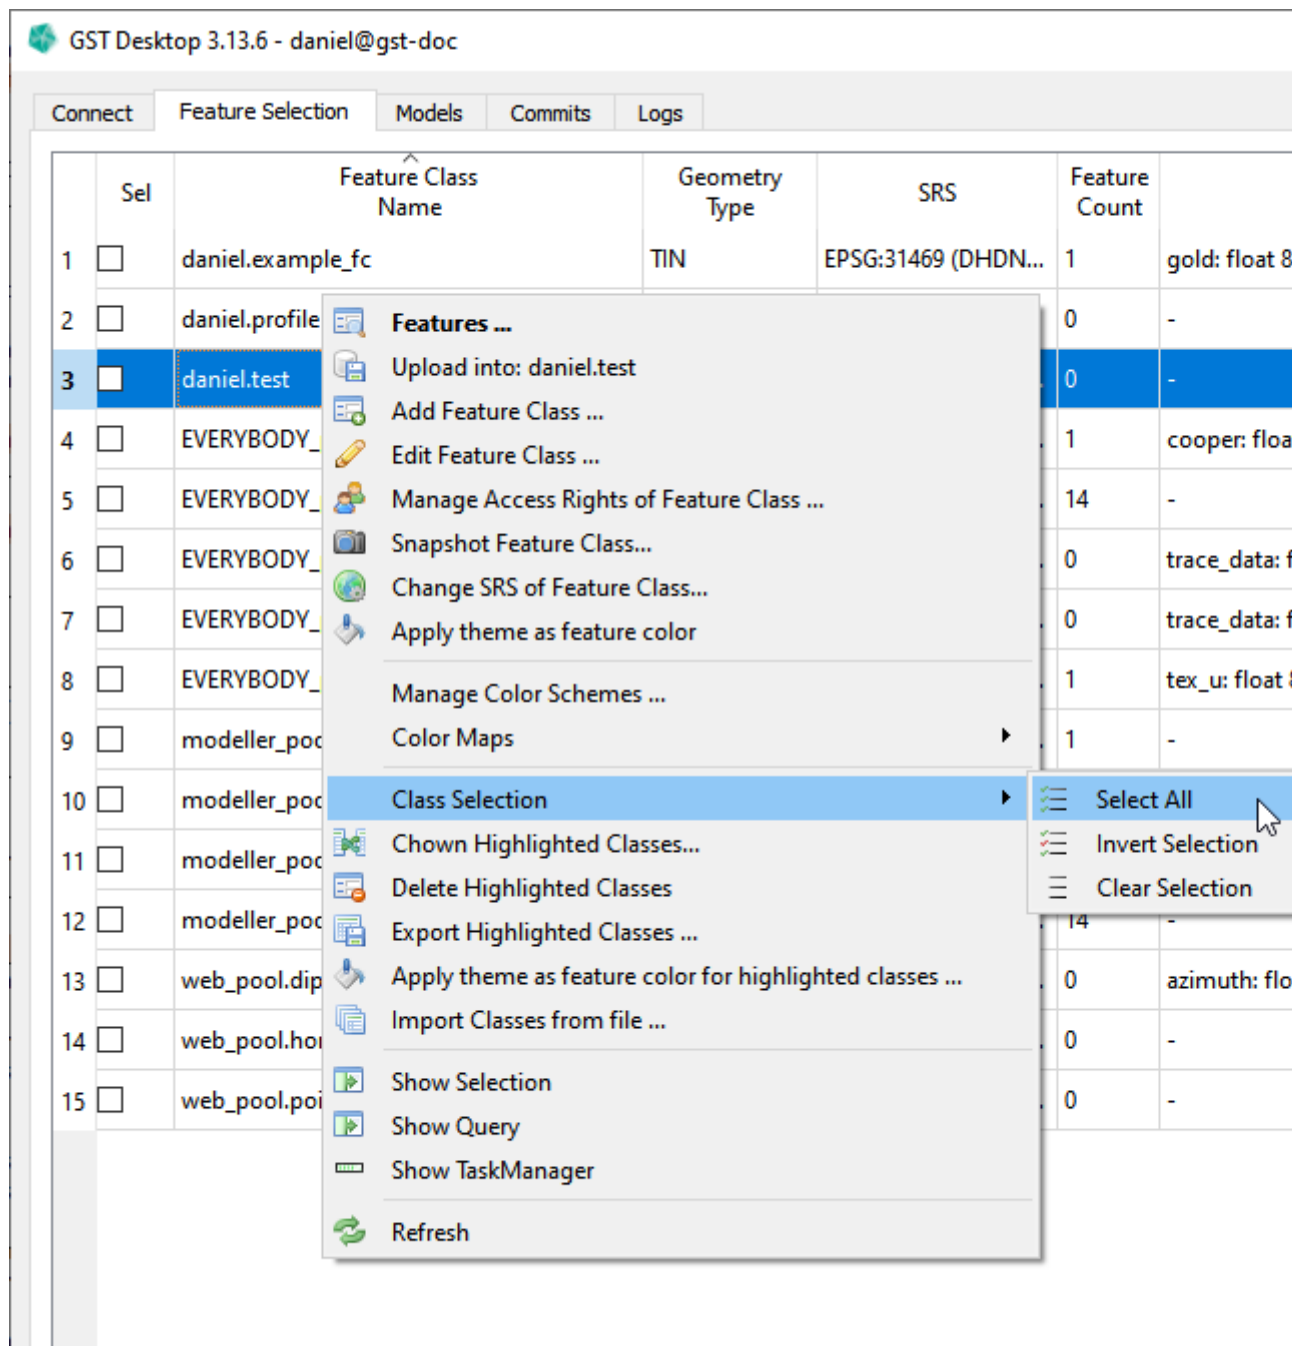 GST Desktop 3.13.6 - daniel@gst-doc
Connect Feature Selection Models Commits Logs
Sel Feature Class Name Geometry Type SRS Feature Count
1 daniel.example_fc TIN EPSG:31469 (DHDN... 1 gold: float 8
2 daniel.profile 0 -
3 daniel.test 0 -
4 EVERYBODY_ 1 cooper: floa
5 EVERYBODY_ 14 -
6 EVERYBODY_ 0 trace_data: f
7 EVERYBODY_ 0 trace_data: f
8 EVERYBODY_ 1 tex_u: float 8
9 modeller_poo 1 -
10 modeller_poo
11 modeller_poo
12 modeller_poo 14 -
13 web_pool.dip 0 azimuth: flo
14 web_pool.hor 0 -
15 web_pool.poi 0 -
Features ...
Upload into: daniel.test
Add Feature Class ...
Edit Feature Class ...
Manage Access Rights of Feature Class ...
Snapshot Feature Class...
Change SRS of Feature Class...
Apply theme as feature color
Manage Color Schemes ...
Color Maps
Class Selection
Chown Highlighted Classes...
Delete Highlighted Classes
Export Highlighted Classes ...
Apply theme as feature color for highlighted classes ...
Import Classes from file ...
Show Selection
Show Query
Show TaskManager
Refresh
Select All
Invert Selection
Clear Selection